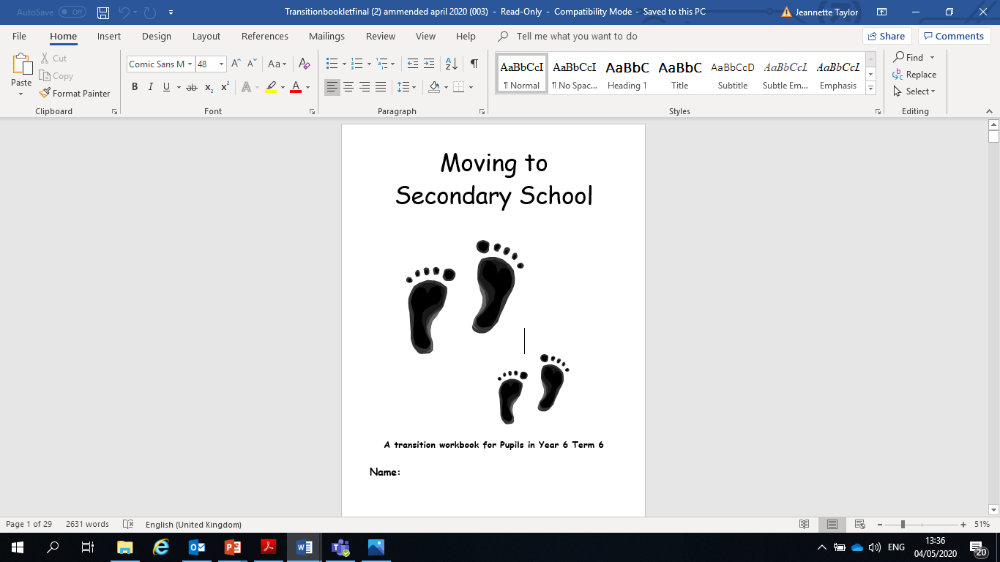 AutoSave Off
Transitionbookletfinal (2) ammended april 2020 (003) - Read-Only - Compatibility Mode - Saved to this PC
Jeannette Taylor
File Home Insert Design Layout References Mailings Review View Help Tell me what you want to do
Share Comments
Paste
Cut
Copy
Format Painter
Clipboard
Comic Sans M 48
Font
Paragraph
AaBbCcI AaBbCcI AaBbC AaBbC AaBbCcD AaBbCcL AaBbCcL
¶ Normal ¶ No Spac... Heading 1 Title Subtitle Subtle Em... Emphasis
Styles
Find
Replace
Select
Editing
Moving to
Secondary School
A transition workbook for Pupils in Year 6 Term 6
Name:
Page 1 of 29 2631 words English (United Kingdom) 51%
ENG
13:36
04/05/2020
20